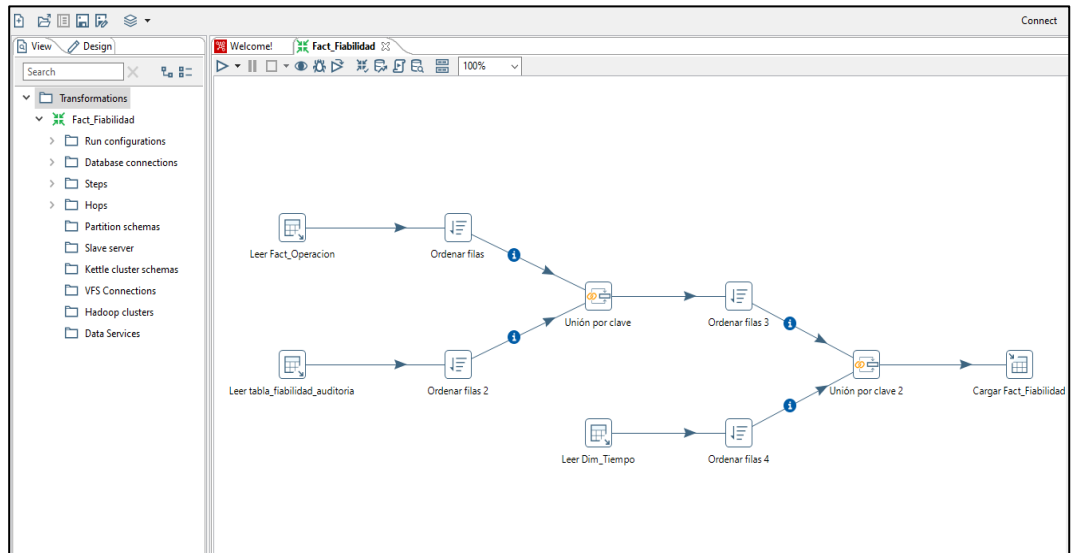 Connect
View
Design
Welcome!
Fact_Fiabilidad
Search
100%
Transformations
Fact_Fiabilidad
Run configurations
Database connections
Steps
Hops
Partition schemas
Slave server
Kettle cluster schemas
VFS Connections
Hadoop clusters
Data Services
Leer Fact_Operacion
Ordenar filas
Unión por clave
Ordenar filas 3
Leer tabla_fiabilidad_auditoria
Ordenar filas 2
Unión por clave 2
Cargar Fact_Fiabilidad
Leer Dim_Tiempo
Ordenar filas 4